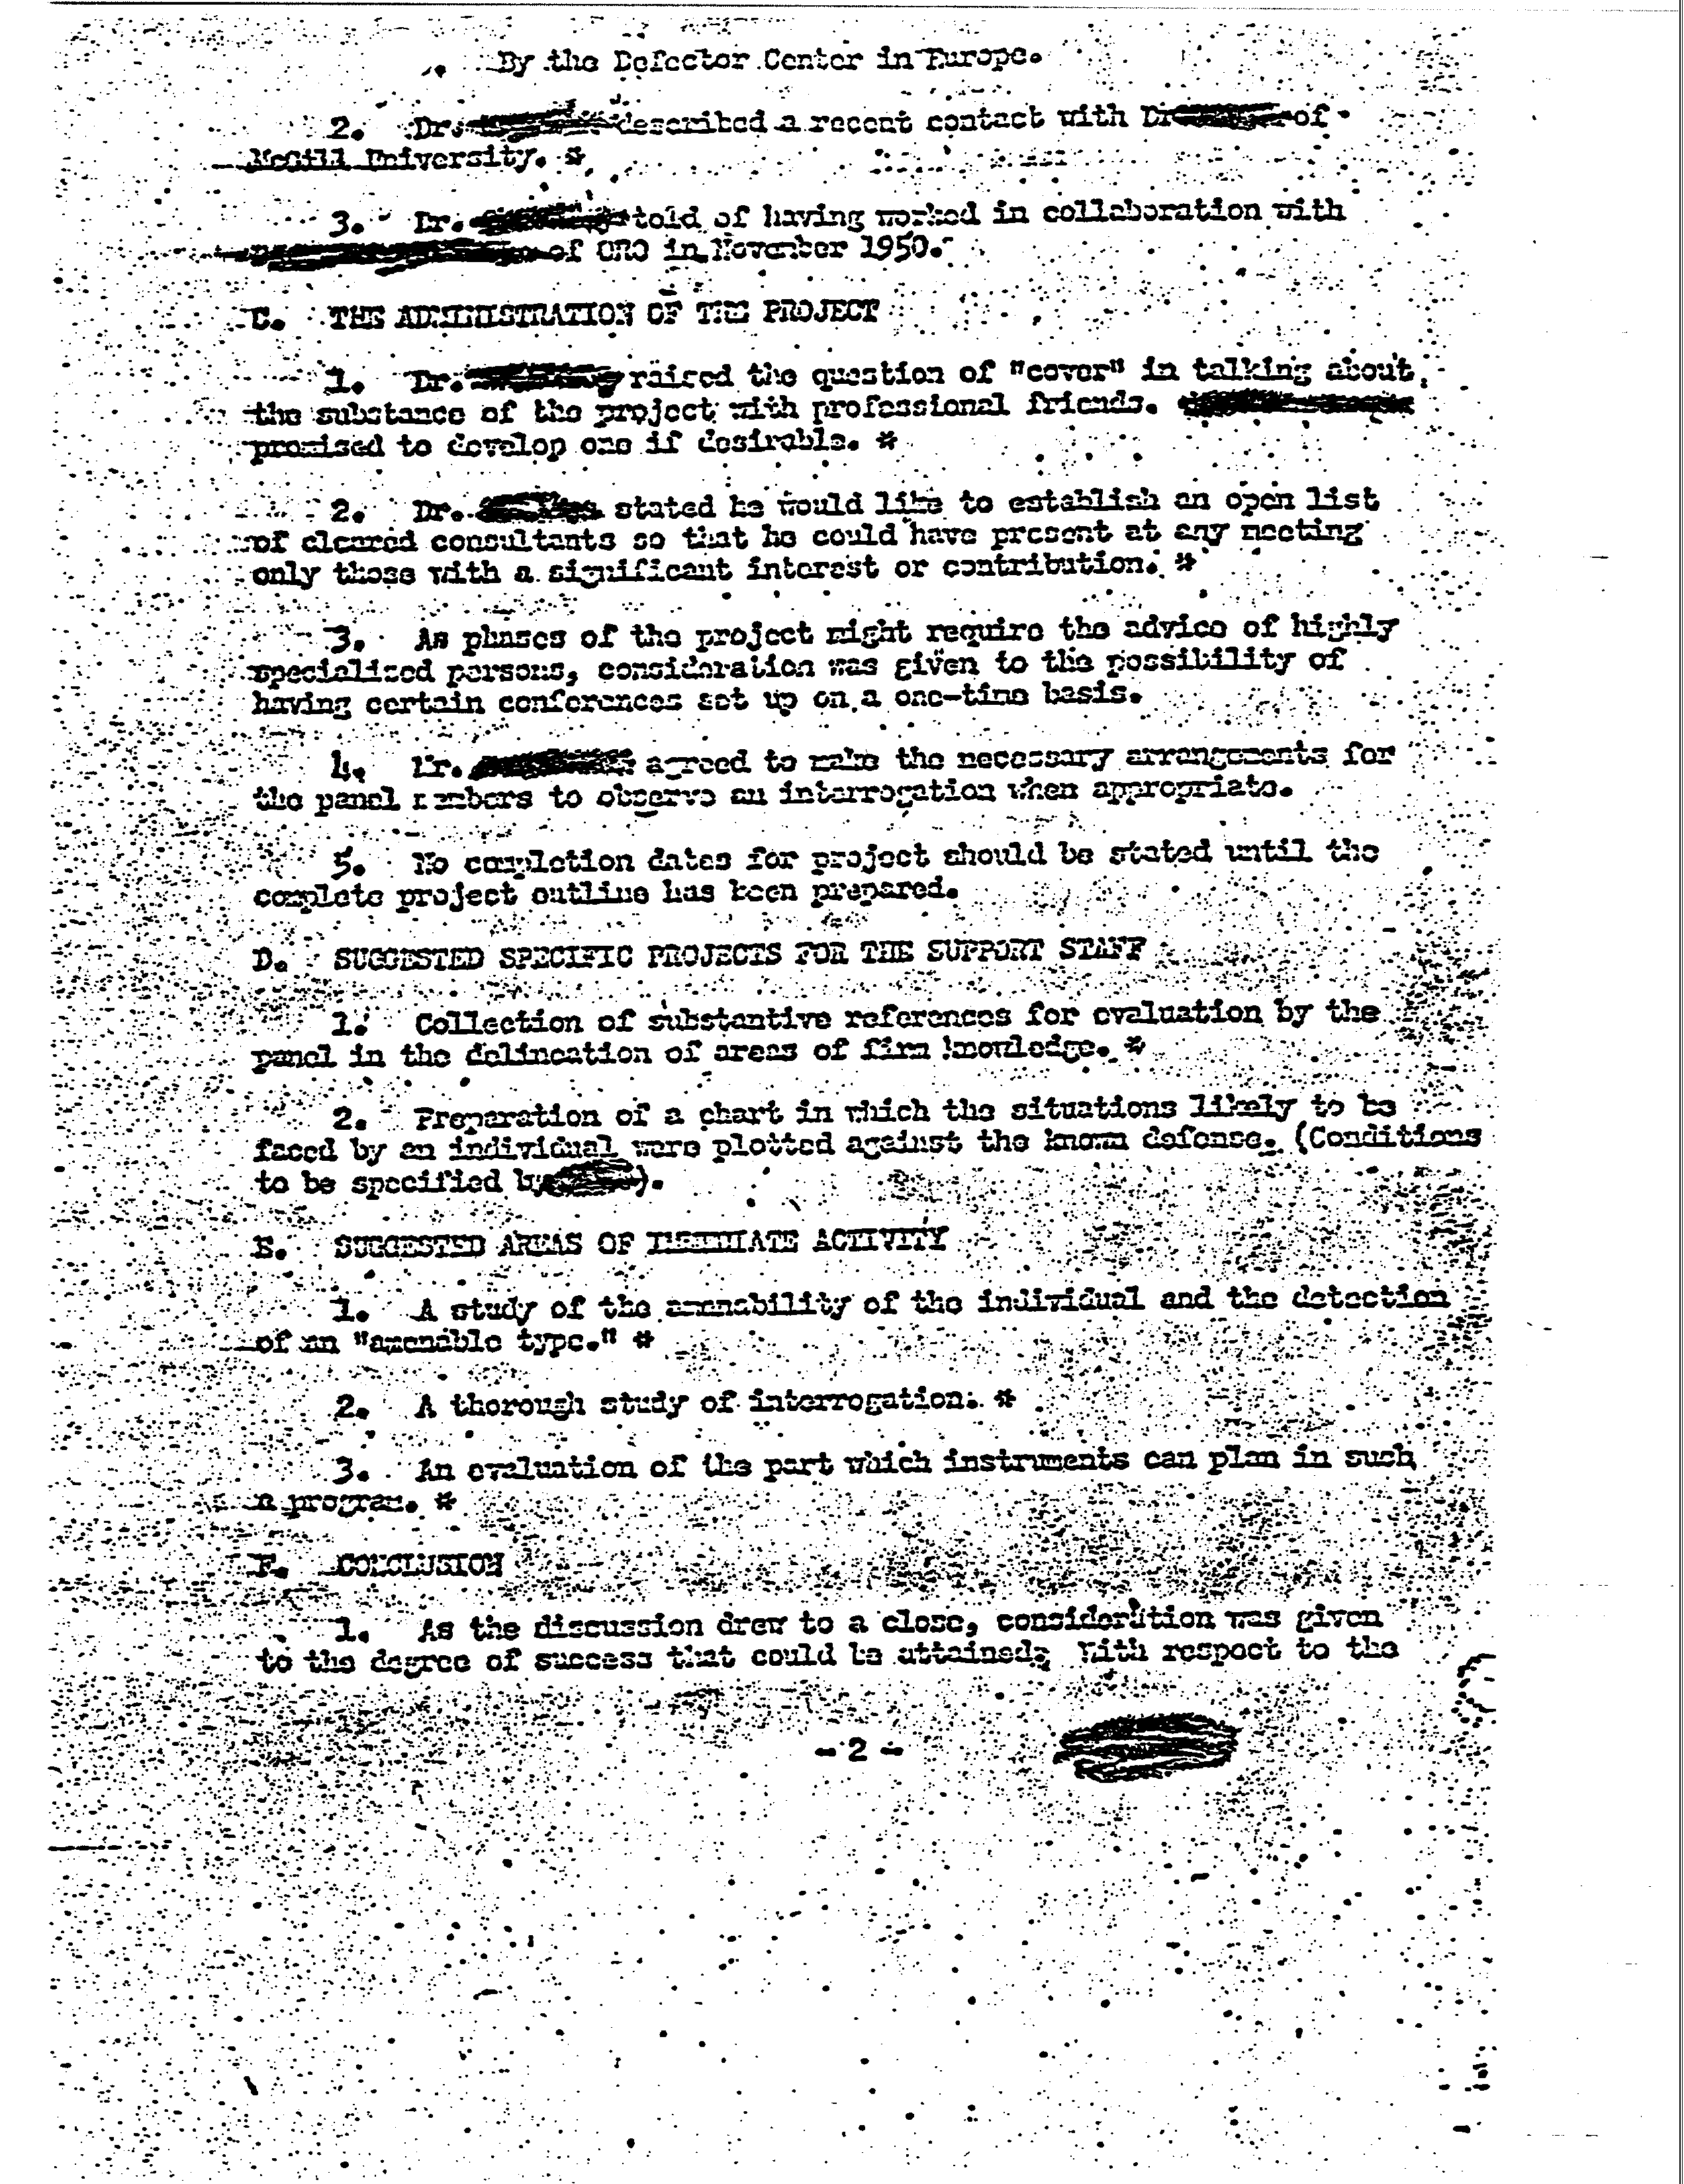 By the Defector Center in Europe.
2. Dr. described a recent contact with Dr of
McGill University. *
3. Dr. told of having worked in collaboration with
of ORO in November 1950.
C. THE ADMINISTRATION OF THE PROJECT
1. Dr. raised the question of "cover" in talking about
the substance of the project with professional friends.
promised to develop one if desirable. *
2. Dr. stated he would like to establish an open list
of cleared consultants so that he could have present at any meeting
only those with a significant interest or contribution. *
3. As phases of the project might require the advice of highly
specialized persons, consideration was given to the possibility of
having certain conferences set up on a one-time basis.
4. agreed to make the necessary arrangements for
the panel members to observe an interrogation when appropriate.
5. No completion dates for project should be stated until the
complete project outline has been prepared.
D. SUGGESTED SPECIFIC PROJECTS FOR THE SUPPORT STAFF
1. Collection of substantive references for evaluation by the
panel in the delineation of areas of firm knowledge. *
2. Preparation of a chart in which the situations likely to be
faced by an individual were plotted against the known defense. (Conditions
to be specified by ).
E. SUGGESTED AREAS OF IMMEDIATE ACTIVITY
1. A study of the amenability of the individual and the detection
of an "amenable type." *
2. A thorough study of interrogation. *
3. An evaluation of the part which instruments can plan in such
a program. *
F. CONCLUSION
1. As the discussion drew to a close, consideration was given
to the degree of success that could be attained; With respect to the
- 2 -